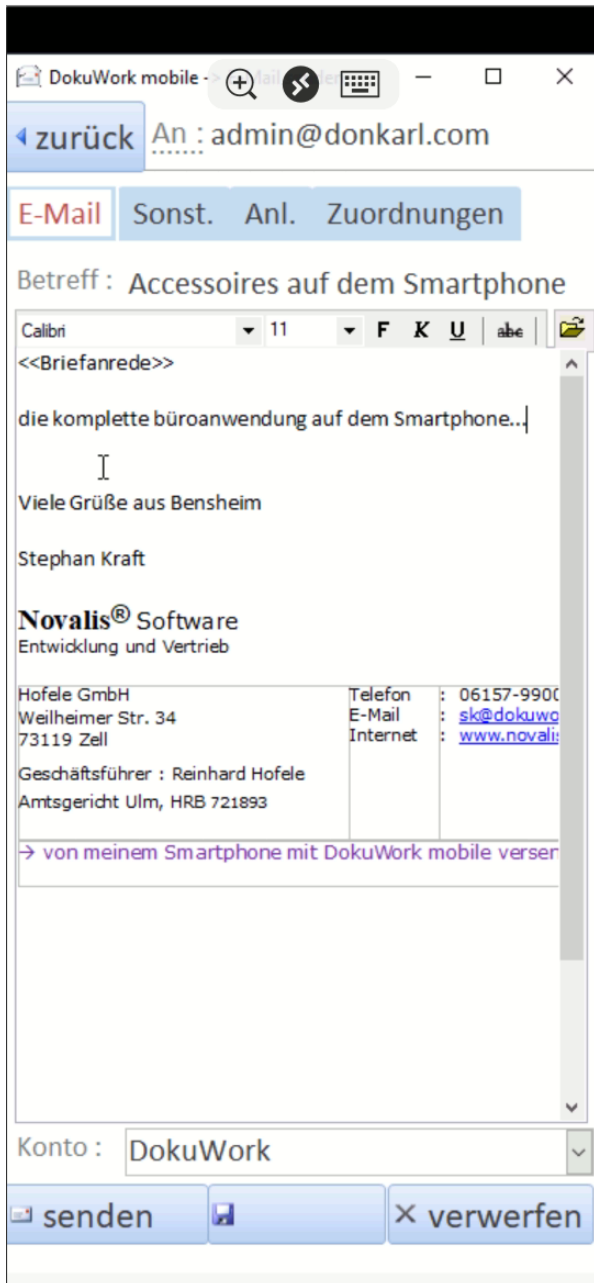 DokuWork mobile -
zurück
An : admin@donkarl.com
E-Mail Sonst. Anl. Zuordnungen
Betreff : Accessoires auf dem Smartphone
Calibri 11 F K U abc
<<Briefanrede>>
die komplette büroanwendung auf dem Smartphone...
Viele Grüße aus Bensheim
Stephan Kraft
Novalis® Software
Entwicklung und Vertrieb
Hofele GmbH
Weilheimer Str. 34
73119 Zell
Geschäftsführer : Reinhard Hofele
Amtsgericht Ulm, HRB 721893
Telefon : 06157-9900
E-Mail : sk@dokuwo
Internet : www.novalis
→ von meinem Smartphone mit DokuWork mobile versen
Konto : DokuWork
senden
verwerfen